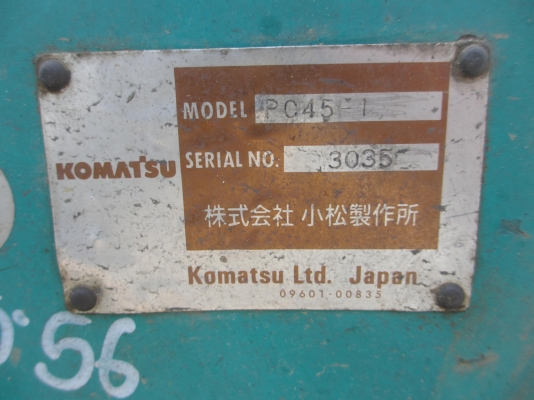 MODEL PC45-1
KOMATSU
SERIAL NO. 3035
株式会社 小松製作所
Komatsu Ltd. Japan
09601-00835
56